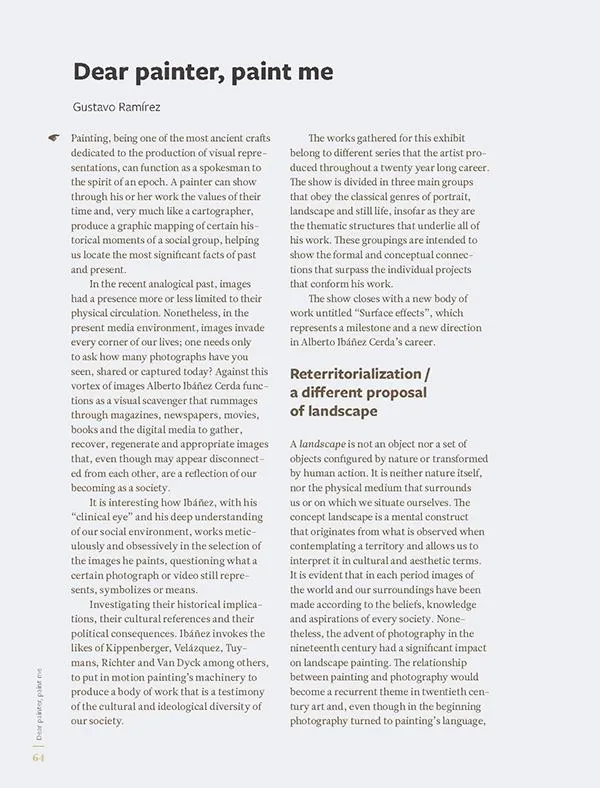 Dear painter, paint me
Gustavo Ramírez
Painting, being one of the most ancient crafts
dedicated to the production of visual repre-
sentations, can function as a spokesman to
the spirit of an epoch. A painter can show
through his or her work the values of their
time and, very much like a cartographer,
produce a graphic mapping of certain his-
torical moments of a social group, helping
us locate the most significant facts of past
and present.
In the recent analogical past, images
had a presence more or less limited to their
physical circulation. Nonetheless, in the
present media environment, images invade
every corner of our lives; one needs only
to ask how many photographs have you
seen, shared or captured today? Against this
vortex of images Alberto Ibáñez Cerda func-
tions as a visual scavenger that rummages
through magazines, newspapers, movies,
books and the digital media to gather,
recover, regenerate and appropriate images
that, even though may appear disconnect-
ed from each other, are a reflection of our
becoming as a society.
It is interesting how Ibáñez, with his
“clinical eye” and his deep understanding
of our social environment, works metic-
ulously and obsessively in the selection of
the images he paints, questioning what a
certain photograph or video still repre-
sents, symbolizes or means.
Investigating their historical implica-
tions, their cultural references and their
political consequences. Ibáñez invokes the
likes of Kippenberger, Velázquez, Tuy-
mans, Richter and Van Dyck among others,
to put in motion painting’s machinery to
produce a body of work that is a testimony
of the cultural and ideological diversity of
our society.
The works gathered for this exhibit
belong to different series that the artist pro-
duced throughout a twenty year long career.
The show is divided in three main groups
that obey the classical genres of portrait,
landscape and still life, insofar as they are
the thematic structures that underlie all of
his work. These groupings are intended to
show the formal and conceptual connec-
tions that surpass the individual projects
that conform his work.
The show closes with a new body of
work untitled “Surface effects”, which
represents a milestone and a new direction
in Alberto Ibáñez Cerda’s career.
Reterritorialization /
a different proposal
of landscape
A landscape is not an object nor a set of
objects configured by nature or transformed
by human action. It is neither nature itself,
nor the physical medium that surrounds
us or on which we situate ourselves. The
concept landscape is a mental construct
that originates from what is observed when
contemplating a territory and allows us to
interpret it in cultural and aesthetic terms.
It is evident that in each period images of
the world and our surroundings have been
made according to the beliefs, knowledge
and aspirations of every society. None-
theless, the advent of photography in the
nineteenth century had a significant impact
on landscape painting. The relationship
between painting and photography would
become a recurrent theme in twentieth cen-
tury art and, even though in the beginning
photography turned to painting’s language,
Dear painter, paint me
64